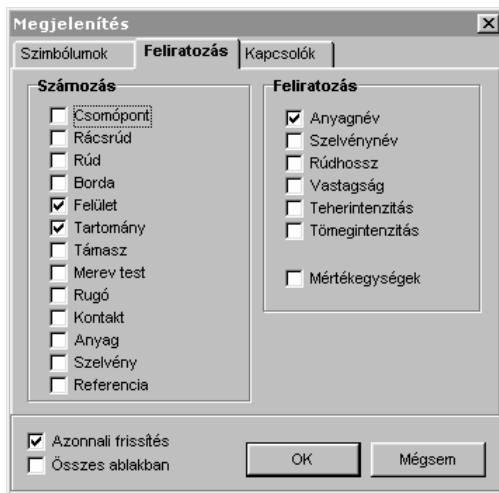 Megjelenítés
Szimbólumok Feliratozás Kapcsolók
Számozás
Csomópont
Rácsrúd
Rúd
Borda
Felület
Tartomány
Támasz
Merev test
Rugó
Kontakt
Anyag
Szelvény
Referencia
Feliratozás
Anyagnév
Szelvénynév
Rúdhossz
Vastagság
Teherintenzitás
Tömegintenzitás
Mértékegységek
Azonnali frissítés
Összes ablakban
OK Mégsem